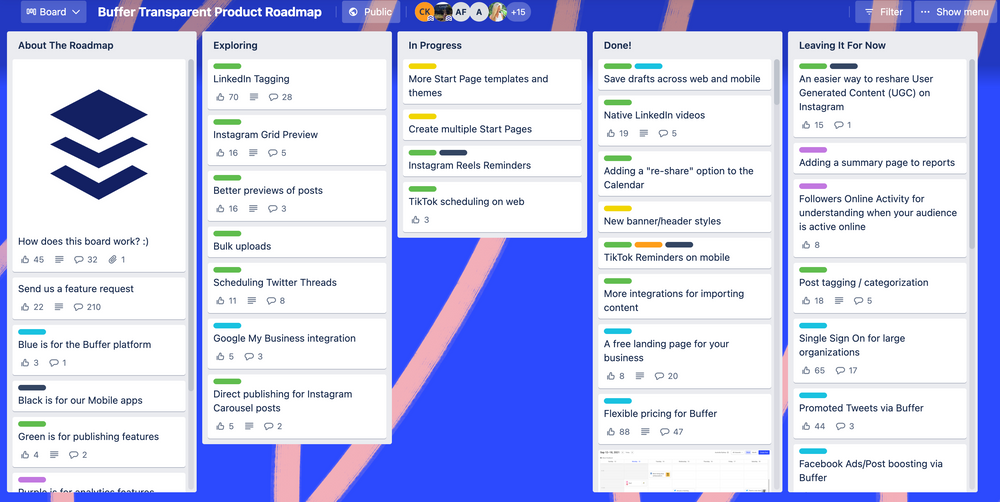 Board
Buffer Transparent Product Roadmap
Public
CK
AF
A
+15
Filter
Show menu
About The Roadmap
How does this board work? :)
45
32
1
Send us a feature request
22
210
Blue is for the Buffer platform
3
1
Black is for our Mobile apps
Green is for publishing features
4
2
Purple is for analytics features
Exploring
LinkedIn Tagging
70
28
Instagram Grid Preview
16
5
Better previews of posts
16
3
Bulk uploads
Scheduling Twitter Threads
11
8
Google My Business integration
5
3
Direct publishing for Instagram
Carousel posts
5
2
In Progress
More Start Page templates and
themes
Create multiple Start Pages
Instagram Reels Reminders
TikTok scheduling on web
3
Done!
Save drafts across web and mobile
Native LinkedIn videos
19
5
Adding a "re-share" option to the
Calendar
New banner/header styles
TikTok Reminders on mobile
More integrations for importing
content
A free landing page for your
business
8
20
Flexible pricing for Buffer
88
47
Leaving It For Now
An easier way to reshare User
Generated Content (UGC) on
Instagram
15
1
Adding a summary page to reports
Followers Online Activity for
understanding when your audience
is active online
8
Post tagging / categorization
18
5
Single Sign On for large
organizations
65
17
Promoted Tweets via Buffer
44
3
Facebook Ads/Post boosting via
Buffer